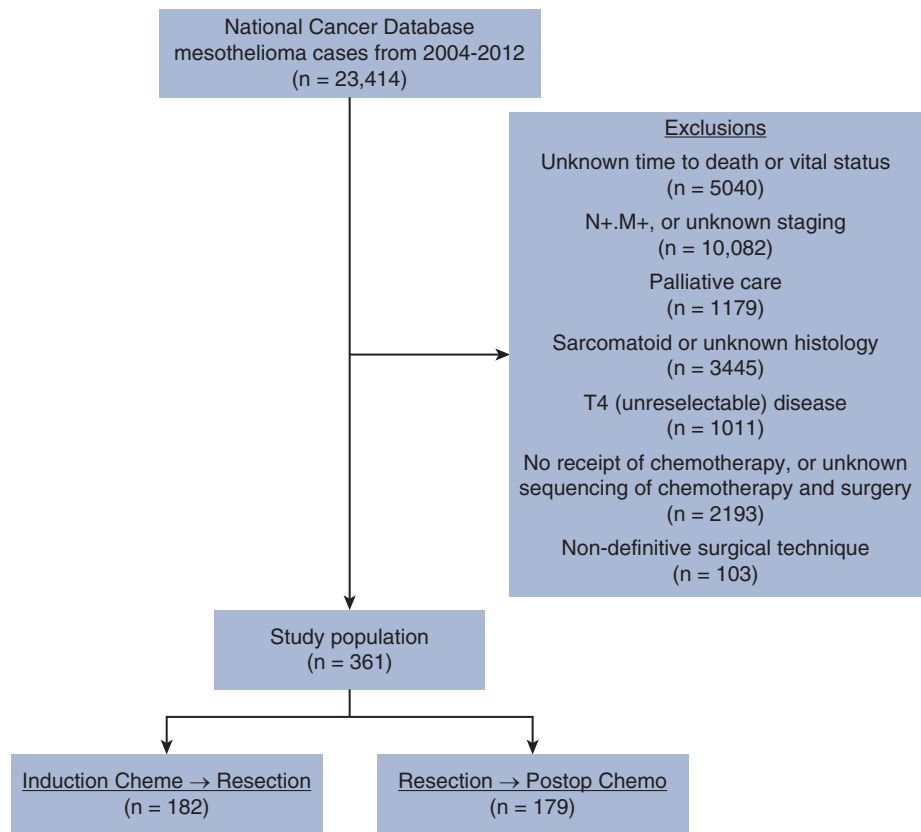 National Cancer Database
mesothelioma cases from 2004-2012
(n = 23,414)
Exclusions
Unknown time to death or vital status
(n = 5040)
N+.M+, or unknown staging
(n = 10,082)
Palliative care
(n = 1179)
Sarcomatoid or unknown histology
(n = 3445)
T4 (unreselectable) disease
(n = 1011)
No receipt of chemotherapy, or unknown
sequencing of chemotherapy and surgery
(n = 2193)
Non-definitive surgical technique
(n = 103)
Study population
(n = 361)
Induction Cheme → Resection
(n = 182)
Resection → Postop Chemo
(n = 179)